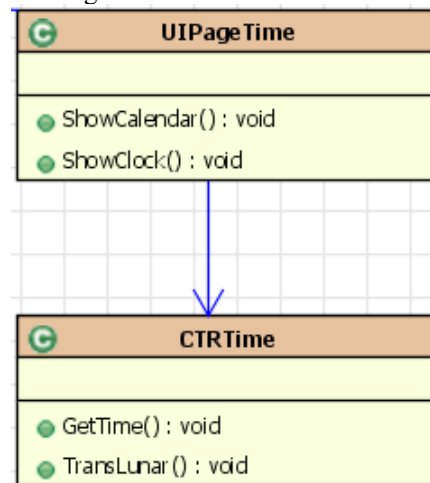 UIPageTime
ShowCalendar() : void
ShowClock() : void
CTRTime
GetTime() : void
TransLunar() : void